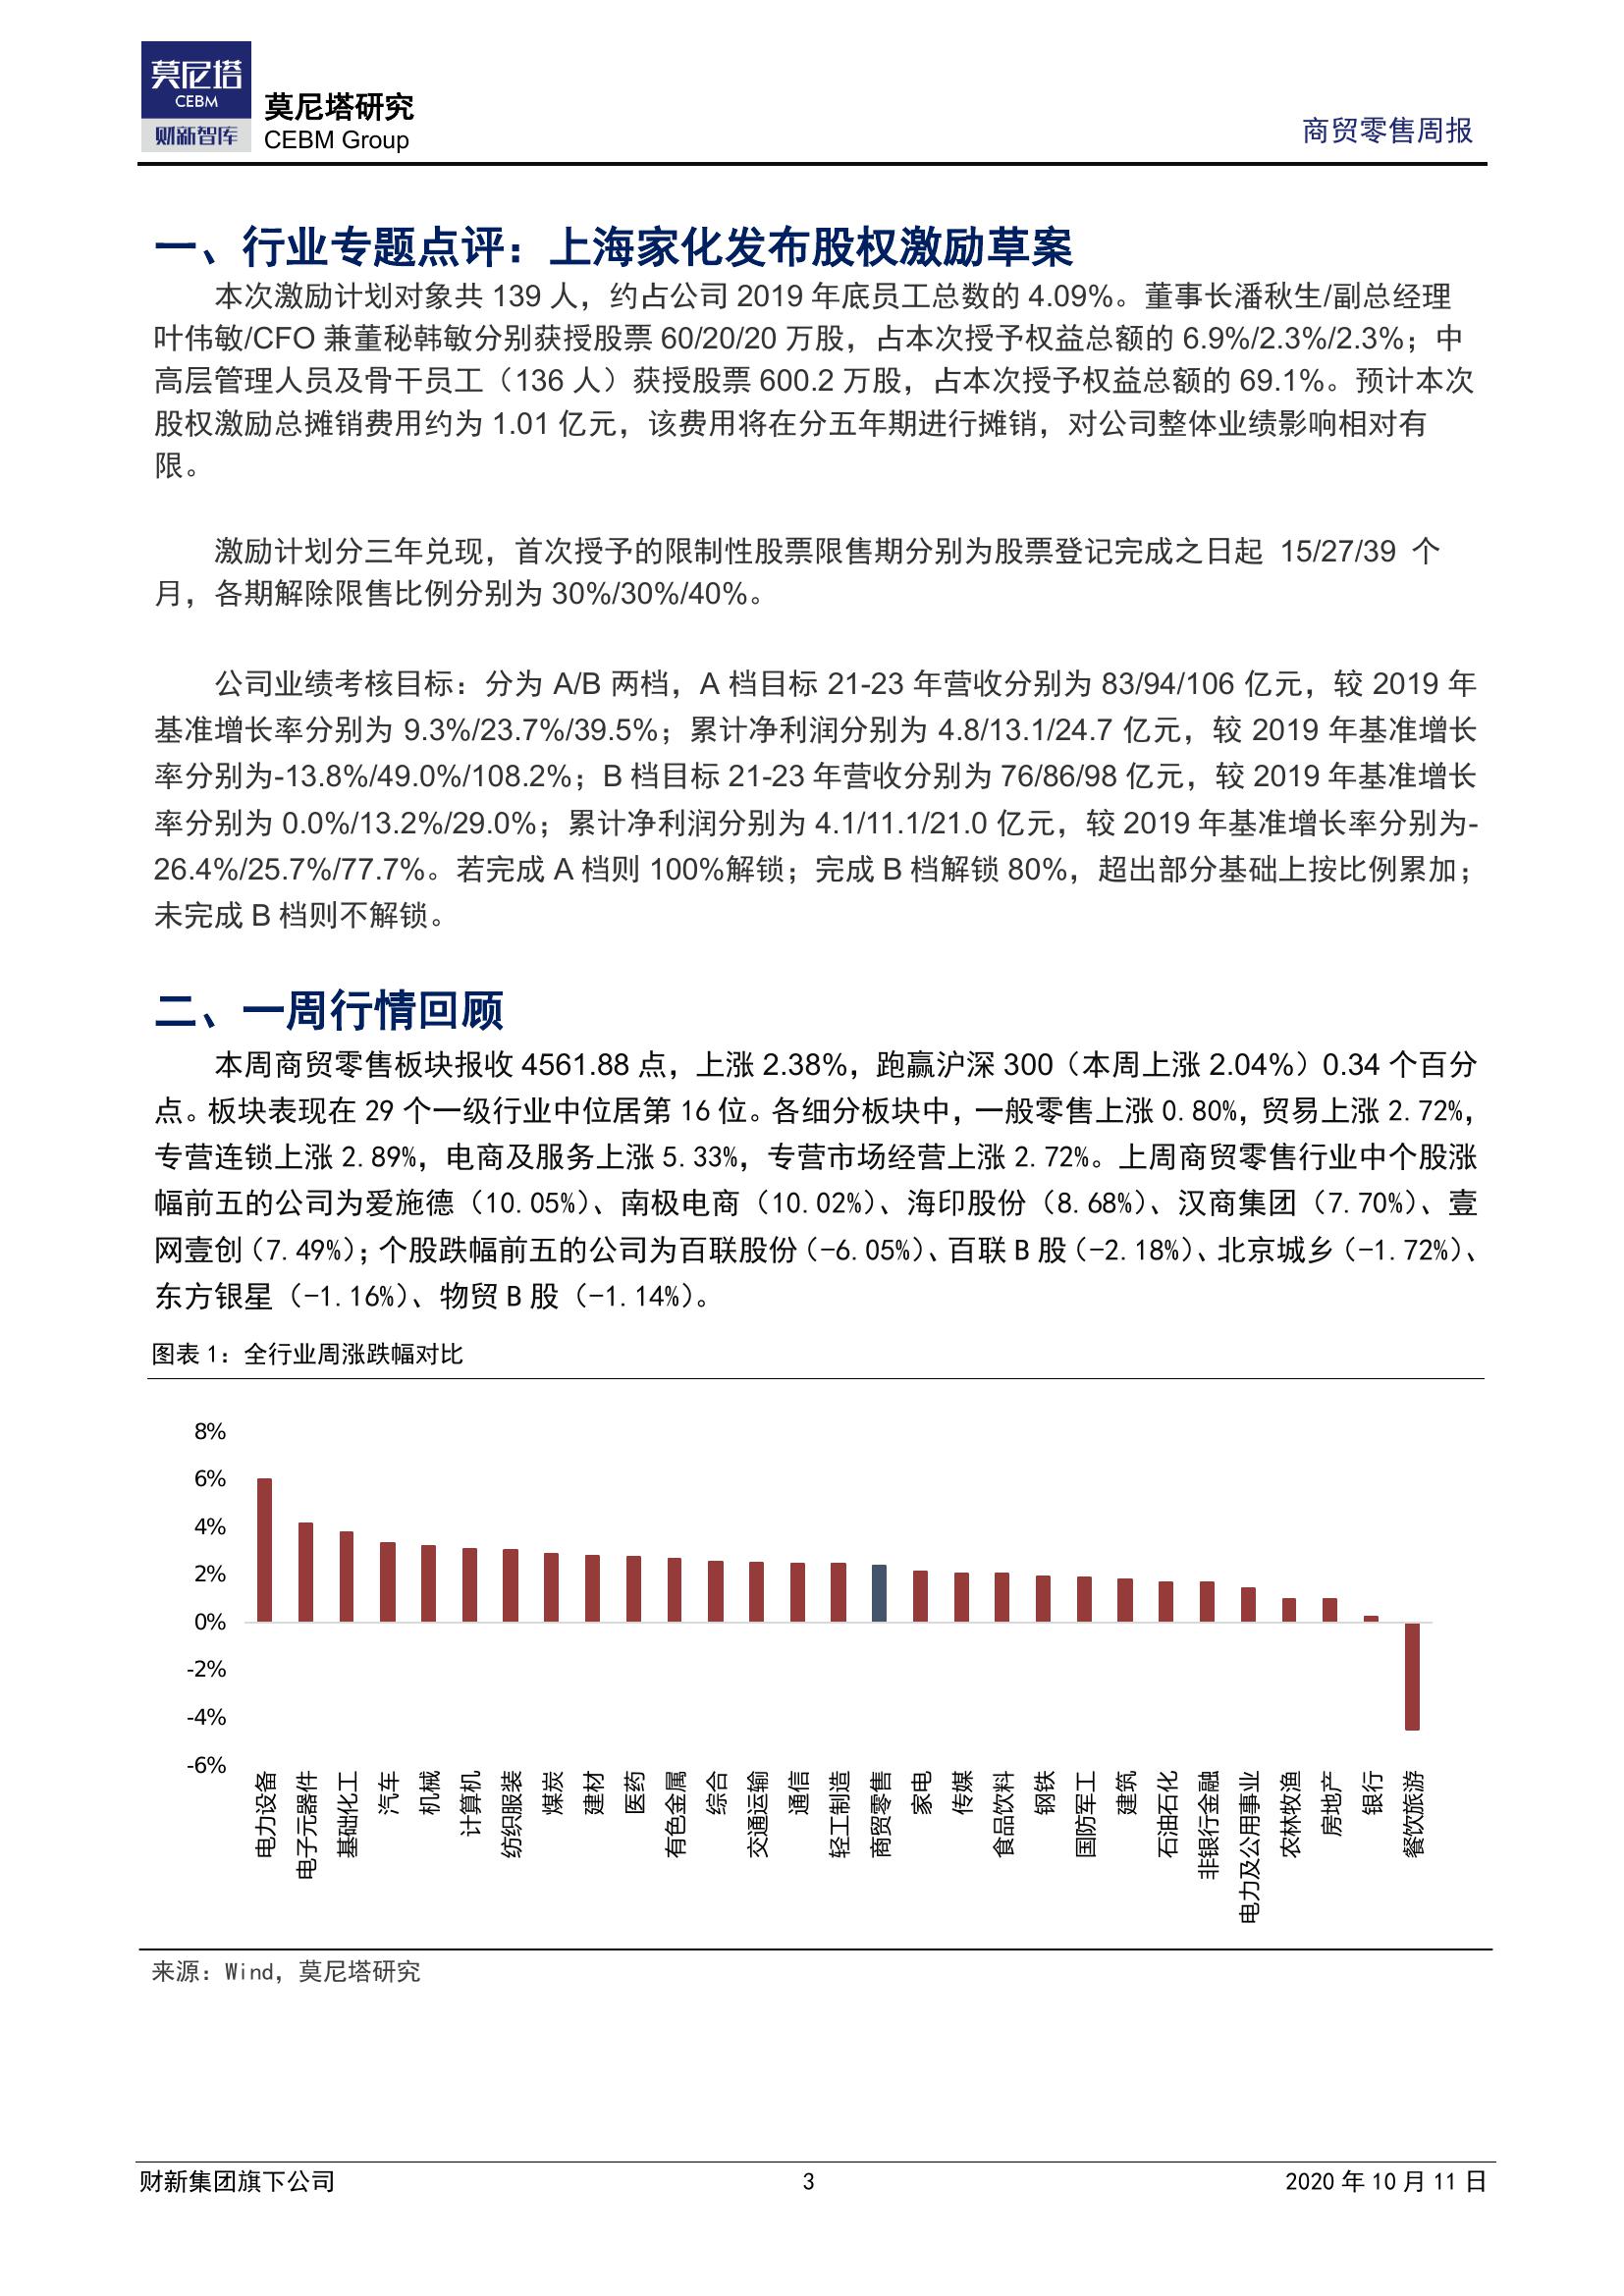 莫尼塔
CEBM
财新智库
莫尼塔研究
CEBM Group
商贸零售周报
一、行业专题点评：上海家化发布股权激励草案
本次激励计划对象共 139 人，约占公司 2019 年底员工总数的 4.09%。董事长潘秋生/副总经理
叶伟敏/CFO 兼董秘韩敏分别获授股票 60/20/20 万股，占本次授予权益总额的 6.9%/2.3%/2.3%；中
高层管理人员及骨干员工（136 人）获授股票 600.2 万股，占本次授予权益总额的 69.1%。预计本次
股权激励总摊销费用约为 1.01 亿元，该费用将在分五年期进行摊销，对公司整体业绩影响相对有
限。
激励计划分三年兑现，首次授予的限制性股票限售期分别为股票登记完成之日起 15/27/39 个
月，各期解除限售比例分别为 30%/30%/40%。
公司业绩考核目标：分为 A/B 两档，A 档目标 21-23 年营收分别为 83/94/106 亿元，较 2019 年
基准增长率分别为 9.3%/23.7%/39.5%；累计净利润分别为 4.8/13.1/24.7 亿元，较 2019 年基准增长
率分别为-13.8%/49.0%/108.2%；B 档目标 21-23 年营收分别为 76/86/98 亿元，较 2019 年基准增长
率分别为 0.0%/13.2%/29.0%；累计净利润分别为 4.1/11.1/21.0 亿元，较 2019 年基准增长率分别为-
26.4%/25.7%/77.7%。若完成 A 档则 100%解锁；完成 B 档解锁 80%，超出部分基础上按比例累加；
未完成 B 档则不解锁。
二、一周行情回顾
本周商贸零售板块报收 4561.88 点，上涨 2.38%，跑赢沪深 300（本周上涨 2.04%）0.34 个百分
点。板块表现在 29 个一级行业中位居第 16 位。各细分板块中，一般零售上涨 0.80%，贸易上涨 2.72%，
专营连锁上涨 2.89%，电商及服务上涨 5.33%，专营市场经营上涨 2.72%。上周商贸零售行业中个股涨
幅前五的公司为爱施德（10.05%）、南极电商（10.02%）、海印股份（8.68%）、汉商集团（7.70%）、壹
网壹创（7.49%）；个股跌幅前五的公司为百联股份（-6.05%）、百联 B 股（-2.18%）、北京城乡（-1.72%）、
东方银星（-1.16%）、物贸 B 股（-1.14%）。
图表 1：全行业周涨跌幅对比
8%
6%
4%
2%
0%
-2%
-4%
-6%
电力设备
电子元器件
基础化工
汽车
机械
计算机
纺织服装
煤炭
建材
医药
有色金属
综合
交通运输
通信
轻工制造
商贸零售
家电
传媒
食品饮料
钢铁
国防军工
建筑
石油石化
非银行金融
电力及公用事业
农林牧渔
房地产
银行
餐饮旅游
来源：Wind，莫尼塔研究
财新集团旗下公司
3
2020 年 10 月 11 日